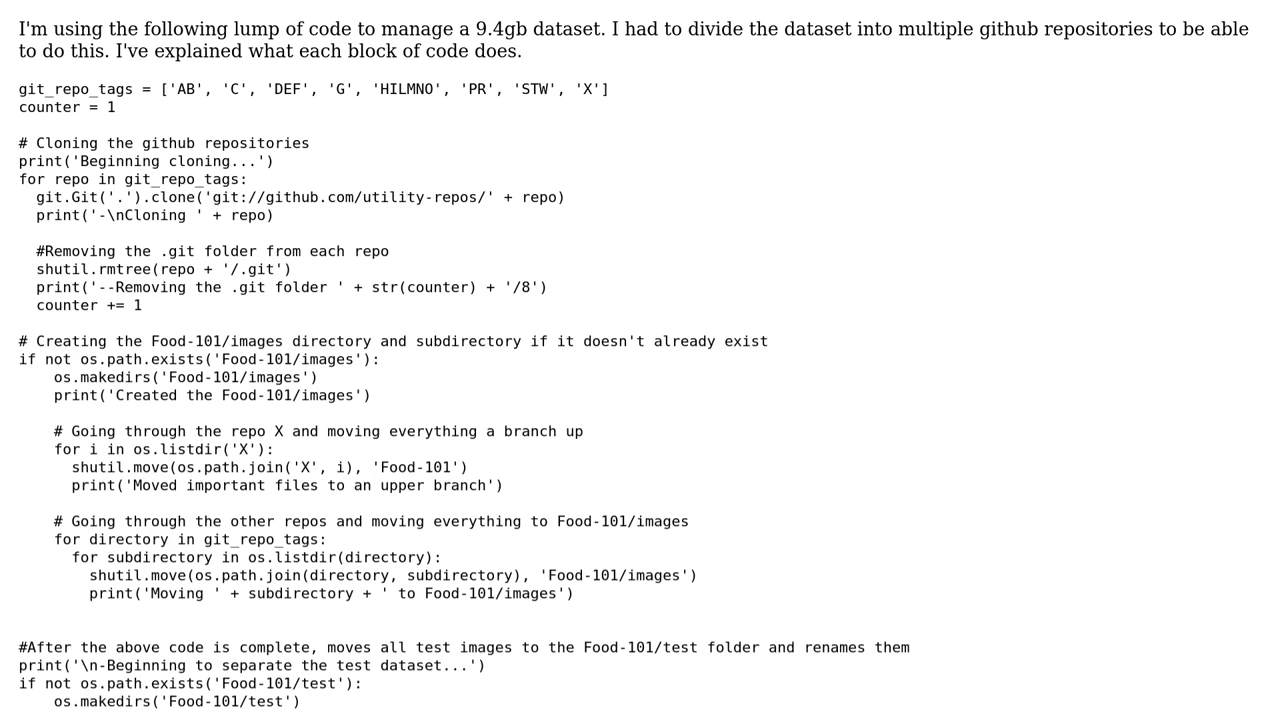 I'm using the following lump of code to manage a 9.4gb dataset. I had to divide the dataset into multiple github repositories to be able
to do this. I've explained what each block of code does.
git_repo_tags = ['AB', 'C', 'DEF', 'G', 'HILMNO', 'PR', 'STW', 'X']
counter = 1
# Cloning the github repositories
print('Beginning cloning...')
for repo in git_repo_tags:
  git.Git('.').clone('git://github.com/utility-repos/' + repo)
  print('-\nCloning ' + repo)
  #Removing the .git folder from each repo
  shutil.rmtree(repo + '/.git')
  print('--Removing the .git folder ' + str(counter) + '/8')
  counter += 1
# Creating the Food-101/images directory and subdirectory if it doesn't already exist
if not os.path.exists('Food-101/images'):
    os.makedirs('Food-101/images')
    print('Created the Food-101/images')
    # Going through the repo X and moving everything a branch up
    for i in os.listdir('X'):
      shutil.move(os.path.join('X', i), 'Food-101')
      print('Moved important files to an upper branch')
    # Going through the other repos and moving everything to Food-101/images
    for directory in git_repo_tags:
      for subdirectory in os.listdir(directory):
        shutil.move(os.path.join(directory, subdirectory), 'Food-101/images')
        print('Moving ' + subdirectory + ' to Food-101/images')
#After the above code is complete, moves all test images to the Food-101/test folder and renames them
print('\n-Beginning to separate the test dataset...')
if not os.path.exists('Food-101/test'):
    os.makedirs('Food-101/test')